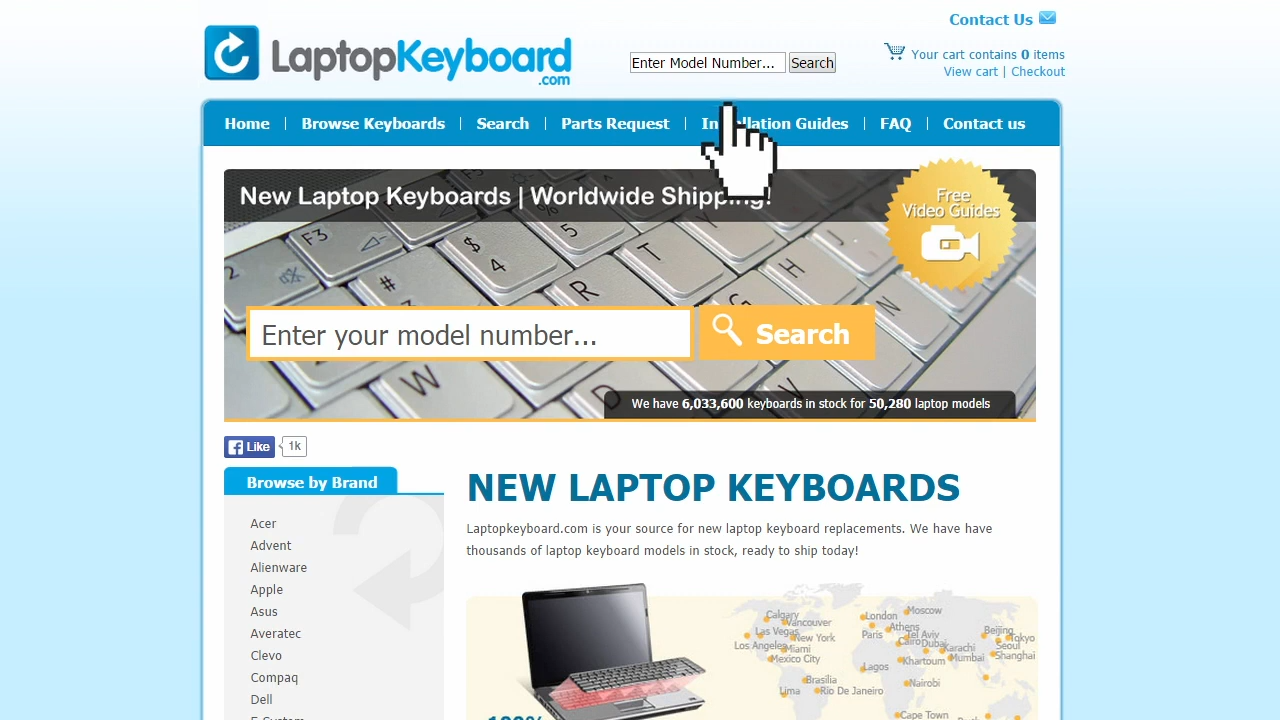 Contact Us
LaptopKeyboard
.com
Enter Model Number... Search
Your cart contains 0 items
View cart | Checkout
Home Browse Keyboards Search Parts Request Installation Guides FAQ Contact us
New Laptop Keyboards | Worldwide Shipping!
Free
Video Guides
Enter your model number... Search
We have 6,033,600 keyboards in stock for 50,280 laptop models
Like 1k
Browse by Brand
Acer
Advent
Alienware
Apple
Asus
Averatec
Clevo
Compaq
Dell
NEW LAPTOP KEYBOARDS
Laptopkeyboard.com is your source for new laptop keyboard replacements. We have have
thousands of laptop keyboard models in stock, ready to ship today!
Calgary
Vancouver
Las Vegas
New York
Los Angeles
Miami
Mexico City
Brasilia
Lima
Rio De Janeiro
London
Moscow
Paris
Athens
Tel Aviv
Cairo
Dubai
Karachi
Lagos
Khartoum
Mumbai
Nairobi
Beijing
Tokyo
Seoul
Shanghai
Cape Town
100%